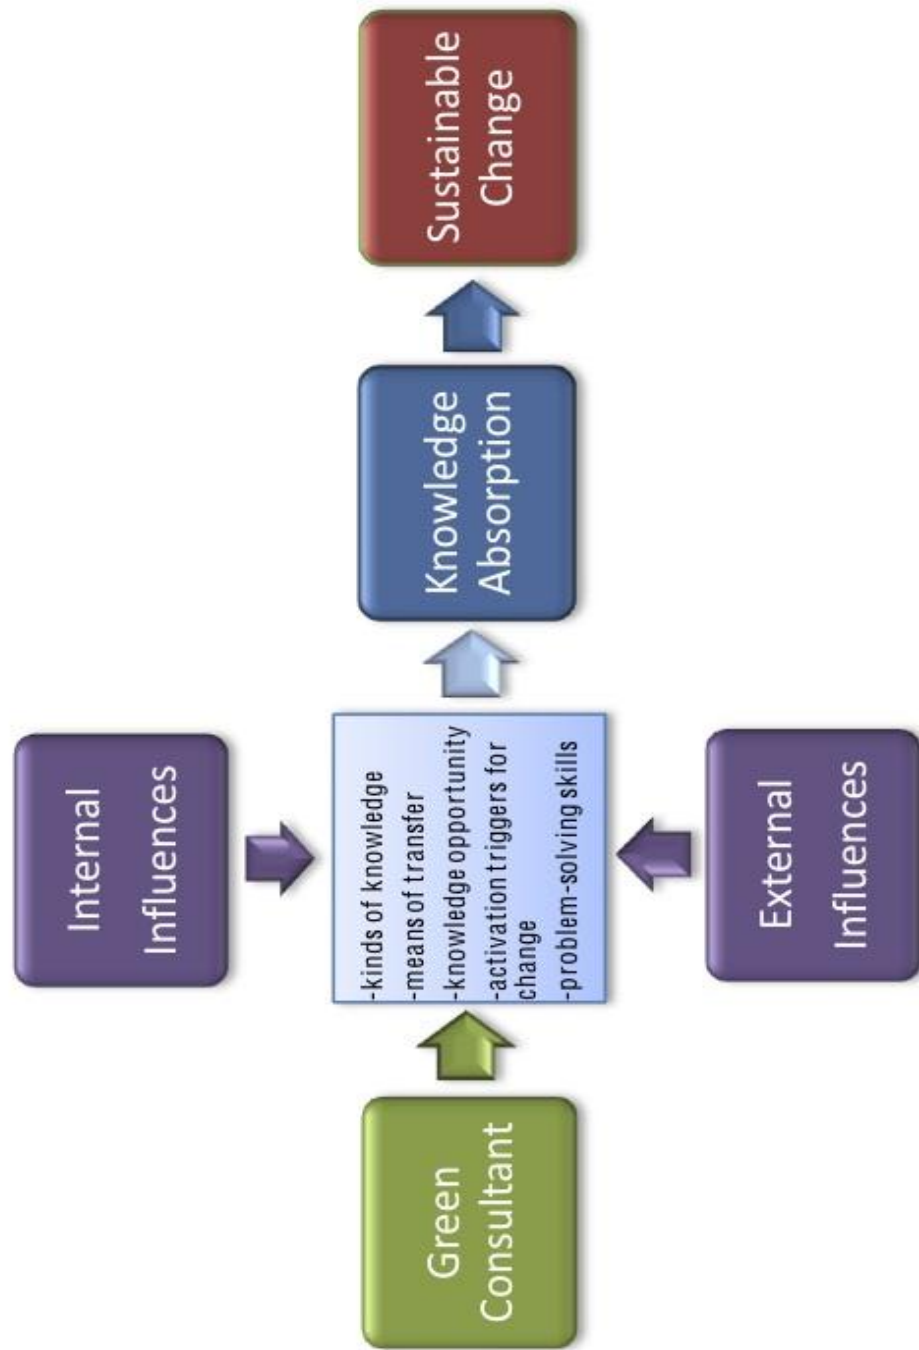 Green
Consultant
Internal
Influences
-kinds of knowledge
-means of transfer
-knowledge opportunity
-activation triggers for
change
-problem-solving skills
External
Influences
Knowledge
Absorption
Sustainable
Change